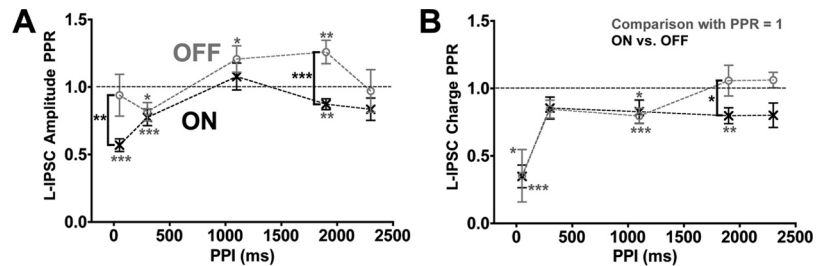 A
L-IPSC Amplitude PPR
1.5
1.0
0.5
0.0
OFF
ON
*
**
*
***
**
***
***
**
0 500 1000 1500 2000 2500
PPI (ms)
B
L-IPSC Charge PPR
1.5
1.0
0.5
0.0
Comparison with PPR = 1
ON vs. OFF
*
*
***
**
*
***
0 500 1000 1500 2000 2500
PPI (ms)